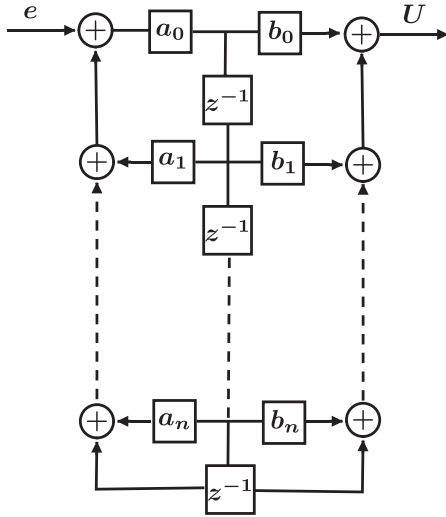 e + a₀ b₀ + U
z⁻¹
+ a₁ b₁ +
z⁻¹
+ aₙ bₙ +
z⁻¹